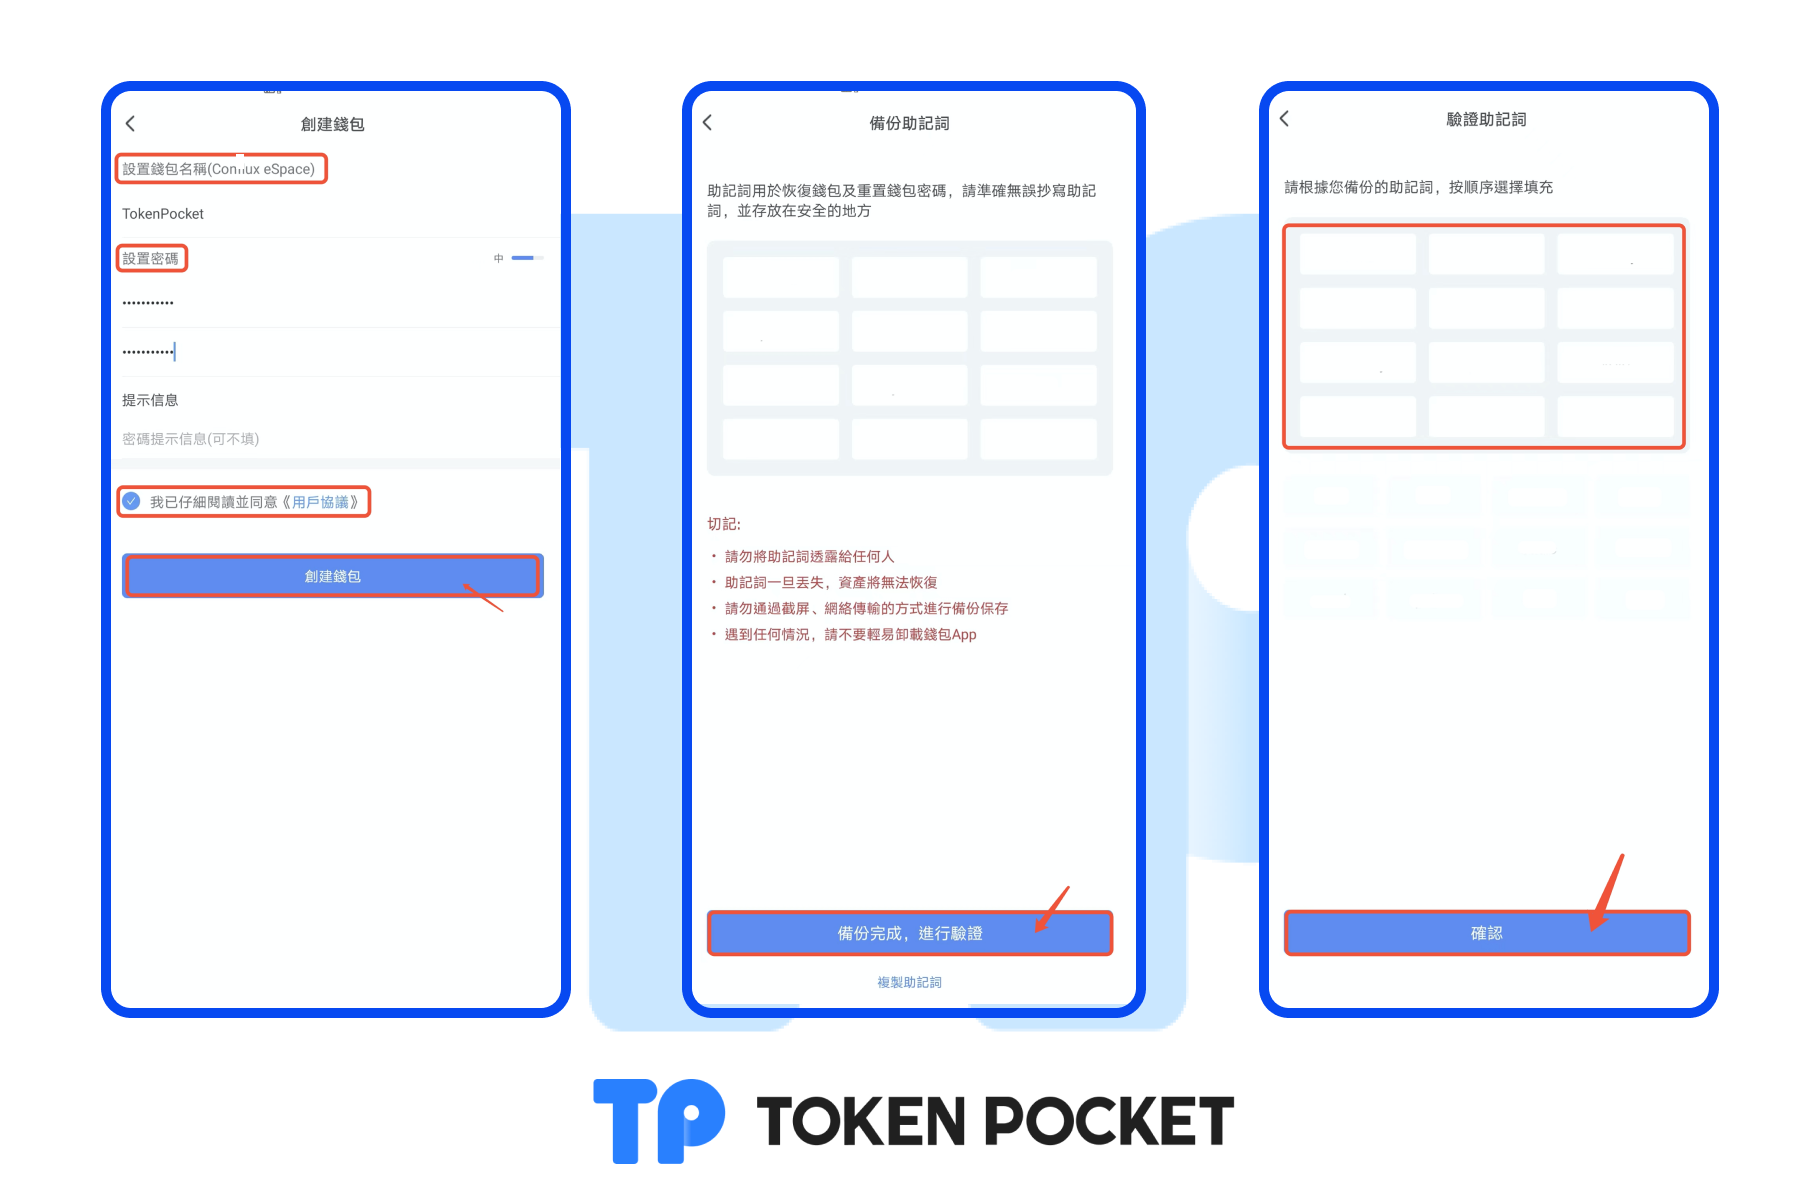 創建錢包
設置錢包名稱(Conflux eSpace)
TokenPocket
設置密碼
中
•••••••••••
•••••••••••
提示信息
密碼提示信息(可不填)
我已仔細閱讀並同意《用戶協議》
創建錢包
備份助記詞
助記詞用於恢復錢包及重置錢包密碼，請準確無誤抄寫助記
詞，並存放在安全的地方
切記:
• 請勿將助記詞透露給任何人
• 助記詞一旦丟失，資產將無法恢復
• 請勿通過截屏、網絡傳輸的方式進行備份保存
• 遇到任何情況，請不要輕易卸載錢包App
備份完成，進行驗證
複製助記詞
驗證助記詞
請根據您備份的助記詞，按順序選擇填充
確認
TP TOKEN POCKET